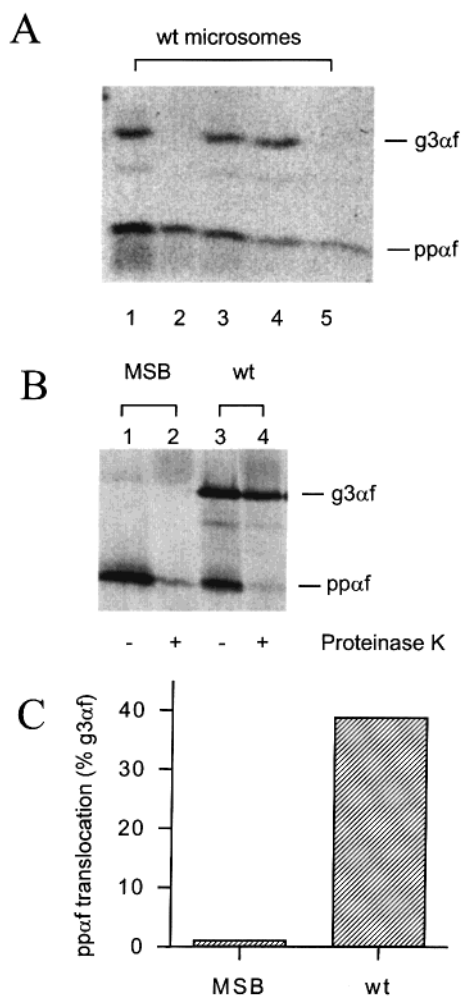 A
wt microsomes
g3αf
ppαf
1 2 3 4 5
B
MSB wt
1 2 3 4
g3αf
ppαf
- + - + Proteinase K
C
ppαf translocation (% g3αf)
40
30
20
10
0
MSB wt